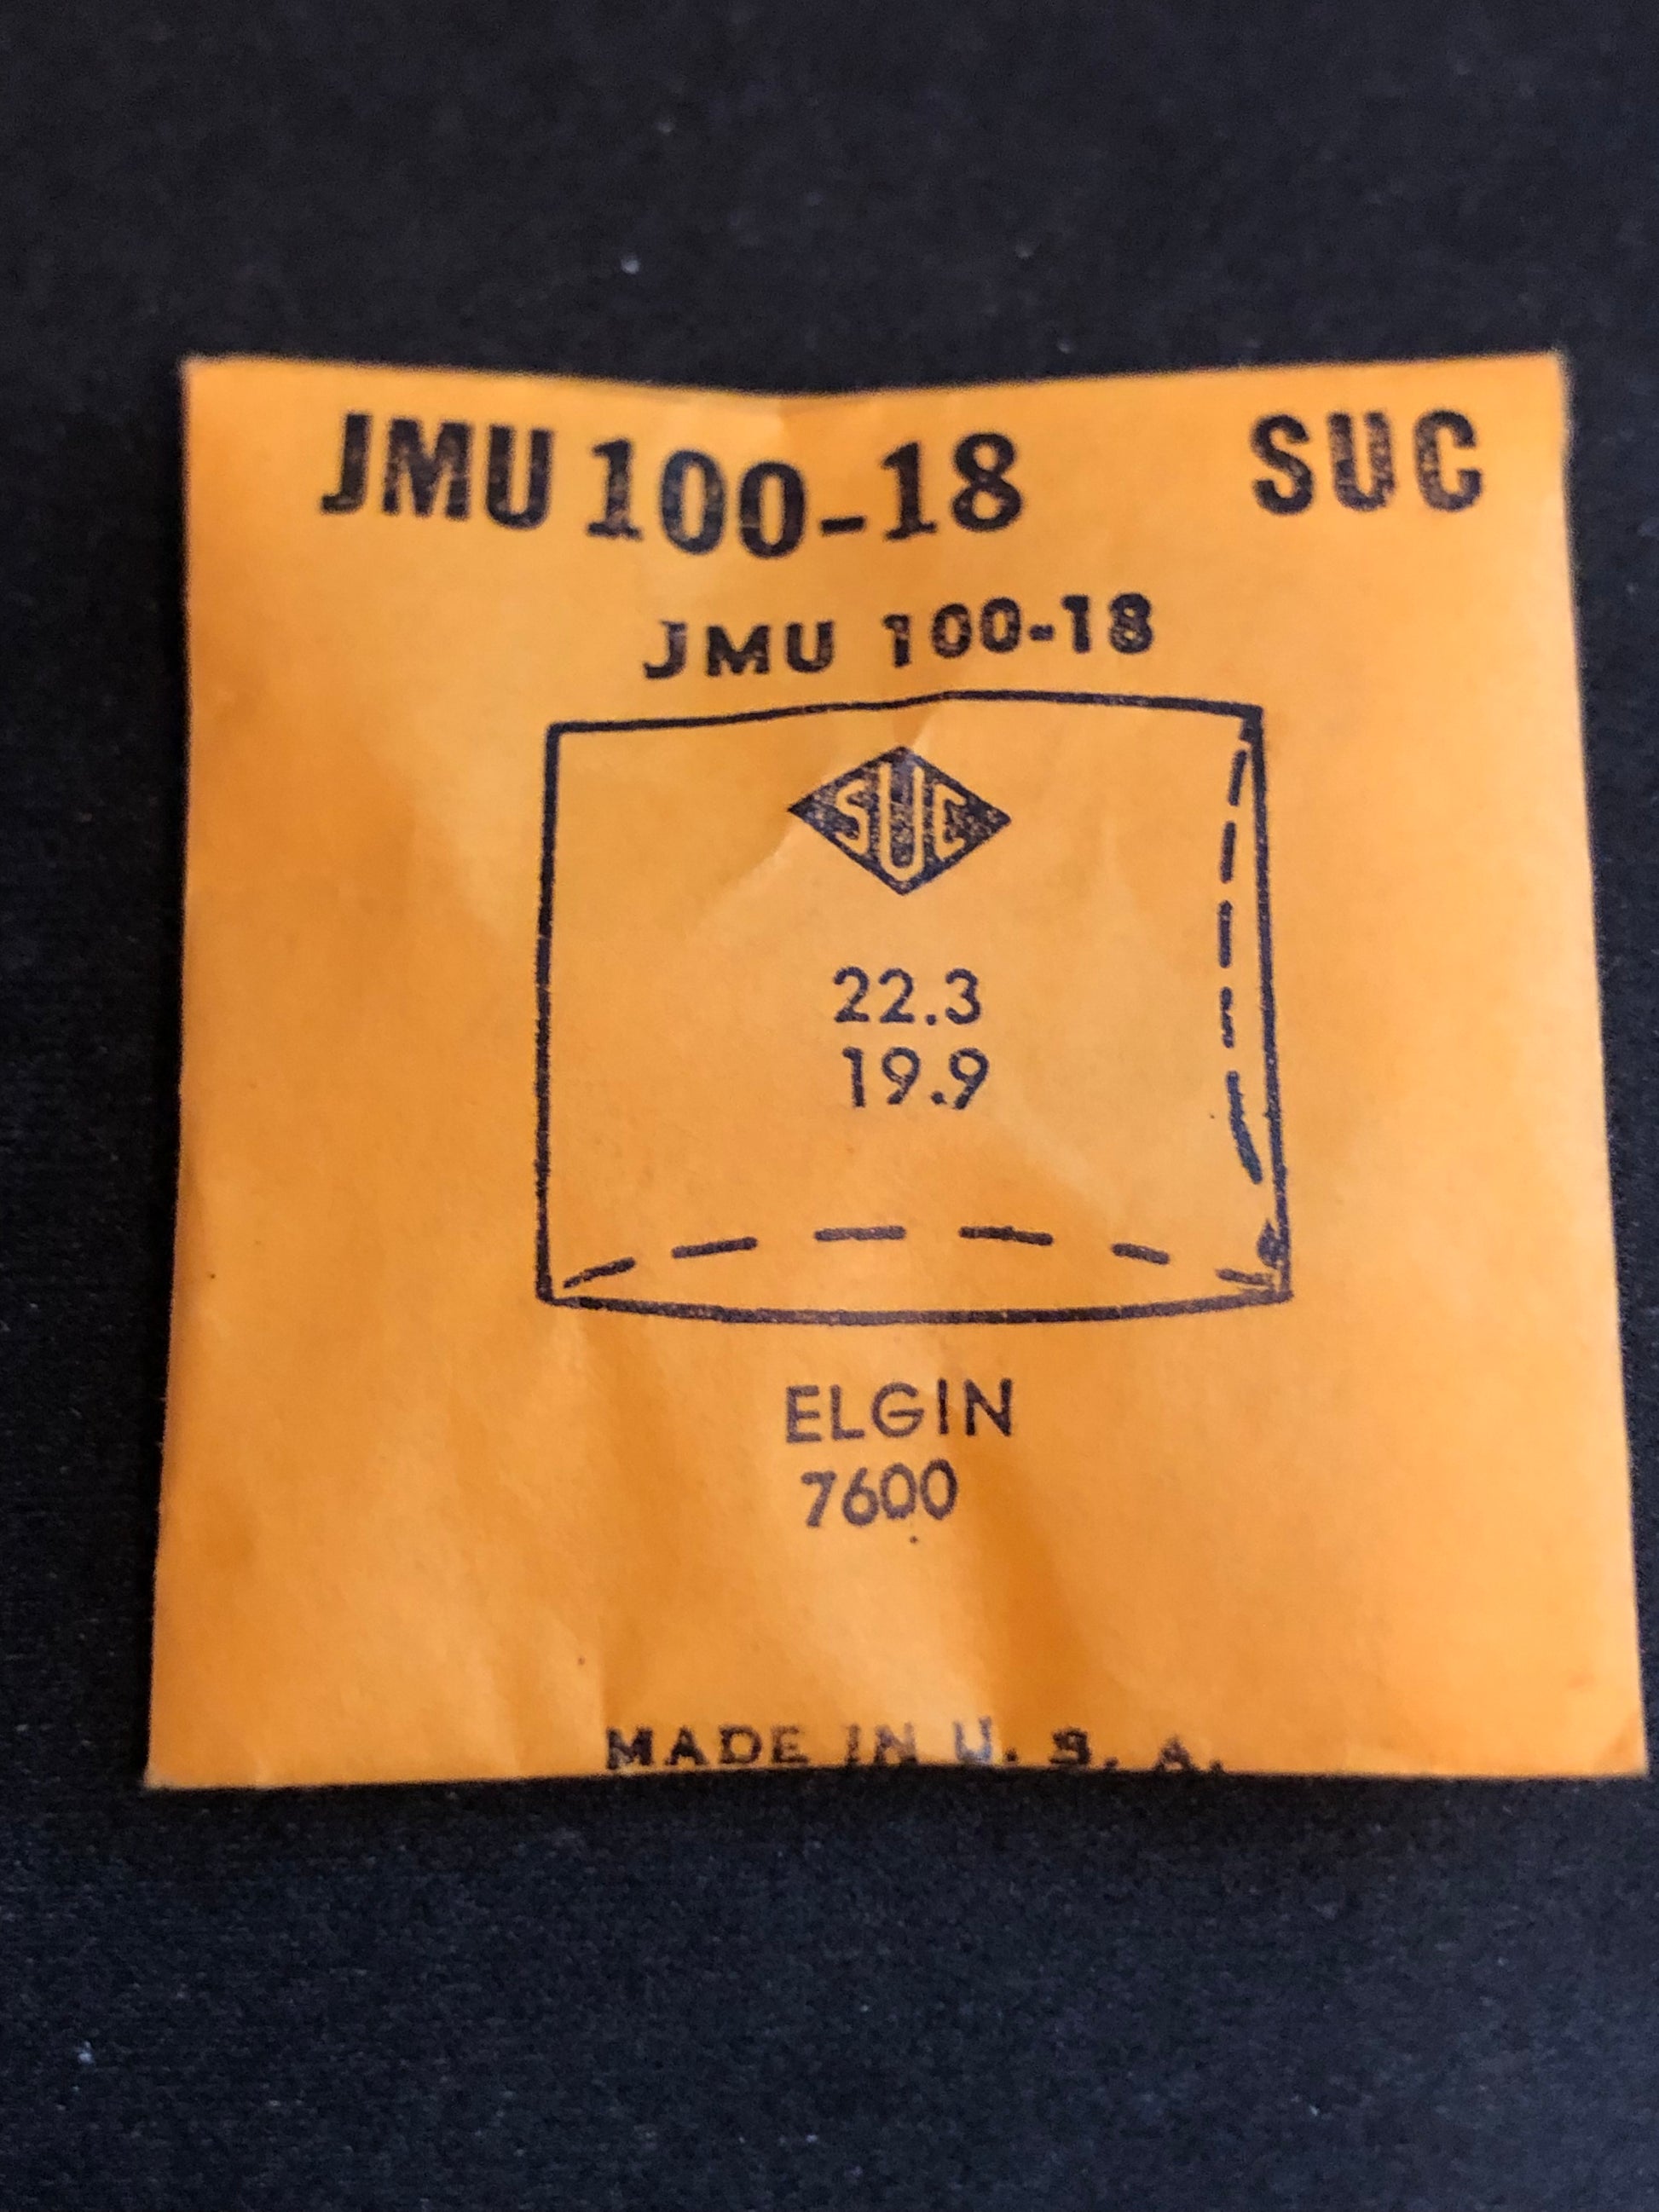 JMU 100-18 SUC
JMU 100-18
SUC
22.3
19.9
ELGIN
7600
MADE IN U. S. A.